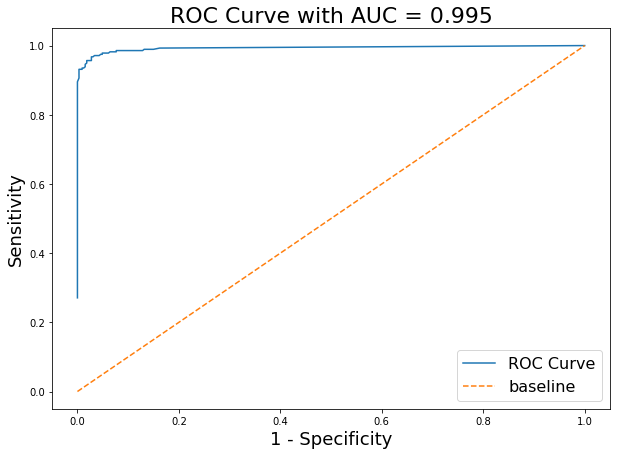 ROC Curve with AUC = 0.995
Sensitivity
1.0
0.8
0.6
0.4
0.2
0.0
ROC Curve
baseline
0.0 0.2 0.4 0.6 0.8 1.0
1 - Specificity